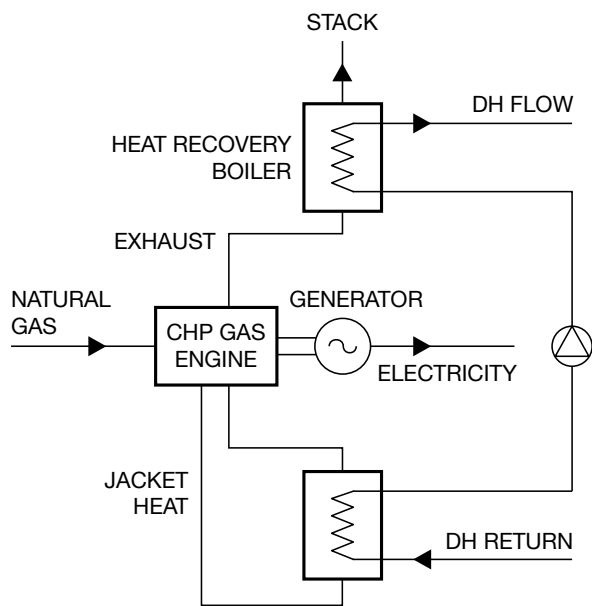 STACK
DH FLOW
HEAT RECOVERY
BOILER
EXHAUST
NATURAL
GAS
GENERATOR
CHP GAS
ENGINE
ELECTRICITY
JACKET
HEAT
DH RETURN